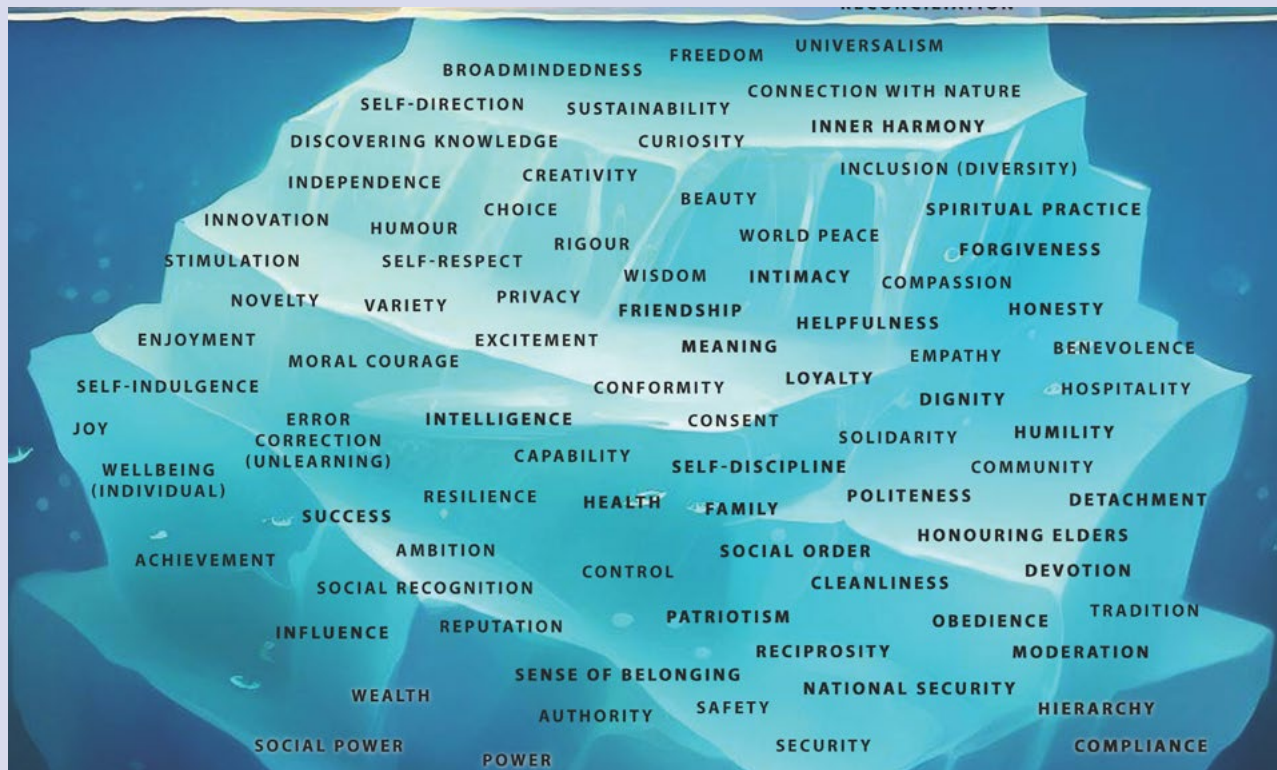 RECONCILIATION
UNIVERSALISM
FREEDOM
BROADMINDEDNESS
CONNECTION WITH NATURE
SELF-DIRECTION
SUSTAINABILITY
INNER HARMONY
DISCOVERING KNOWLEDGE
CURIOSITY
INCLUSION (DIVERSITY)
CREATIVITY
INDEPENDENCE
BEAUTY
CHOICE
SPIRITUAL PRACTICE
INNOVATION
HUMOUR
WORLD PEACE
RIGOUR
FORGIVENESS
STIMULATION
SELF-RESPECT
WISDOM
INTIMACY
COMPASSION
NOVELTY
VARIETY
PRIVACY
FRIENDSHIP
HONESTY
HELPFULNESS
ENJOYMENT
EXCITEMENT
MEANING
BENEVOLENCE
MORAL COURAGE
EMPATHY
SELF-INDULGENCE
CONFORMITY
LOYALTY
HOSPITALITY
DIGNITY
JOY
ERROR
CORRECTION
(UNLEARNING)
INTELLIGENCE
CONSENT
SOLIDARITY
HUMILITY
WELLBEING
(INDIVIDUAL)
CAPABILITY
SELF-DISCIPLINE
COMMUNITY
RESILIENCE
HEALTH
FAMILY
POLITENESS
DETACHMENT
SUCCESS
HONOURING ELDERS
ACHIEVEMENT
AMBITION
SOCIAL ORDER
CONTROL
DEVOTION
SOCIAL RECOGNITION
CLEANLINESS
PATRIOTISM
OBEDIENCE
TRADITION
INFLUENCE
REPUTATION
RECIPROSITY
MODERATION
SENSE OF BELONGING
NATIONAL SECURITY
WEALTH
AUTHORITY
SAFETY
HIERARCHY
SOCIAL POWER
POWER
SECURITY
COMPLIANCE